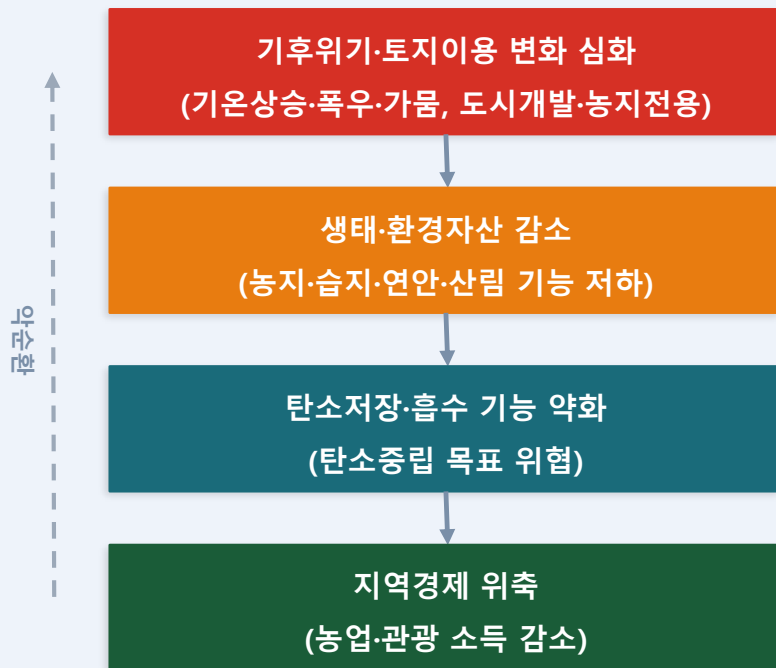 기후위기·토지이용 변화 심화
(기온상승·폭우·가뭄, 도시개발·농지전용)
생태·환경자산 감소
(농지·습지·연안·산림 기능 저하)
악순환
탄소저장·흡수 기능 약화
(탄소중립 목표 위협)
지역경제 위축
(농업·관광 소득 감소)